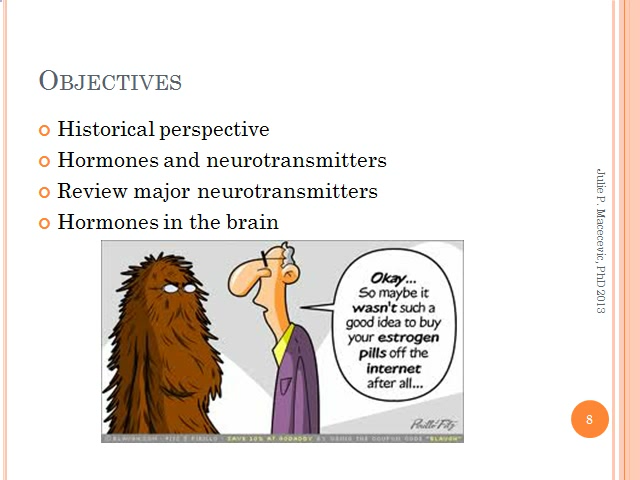 OBJECTIVES
Historical perspective
Hormones and neurotransmitters
Review major neurotransmitters
Hormones in the brain
Okay...
So maybe it
wasn't such a
good idea to buy
your estrogen
pills off the
internet
after all...
Julie P. Macecevic, PhD 2013
8